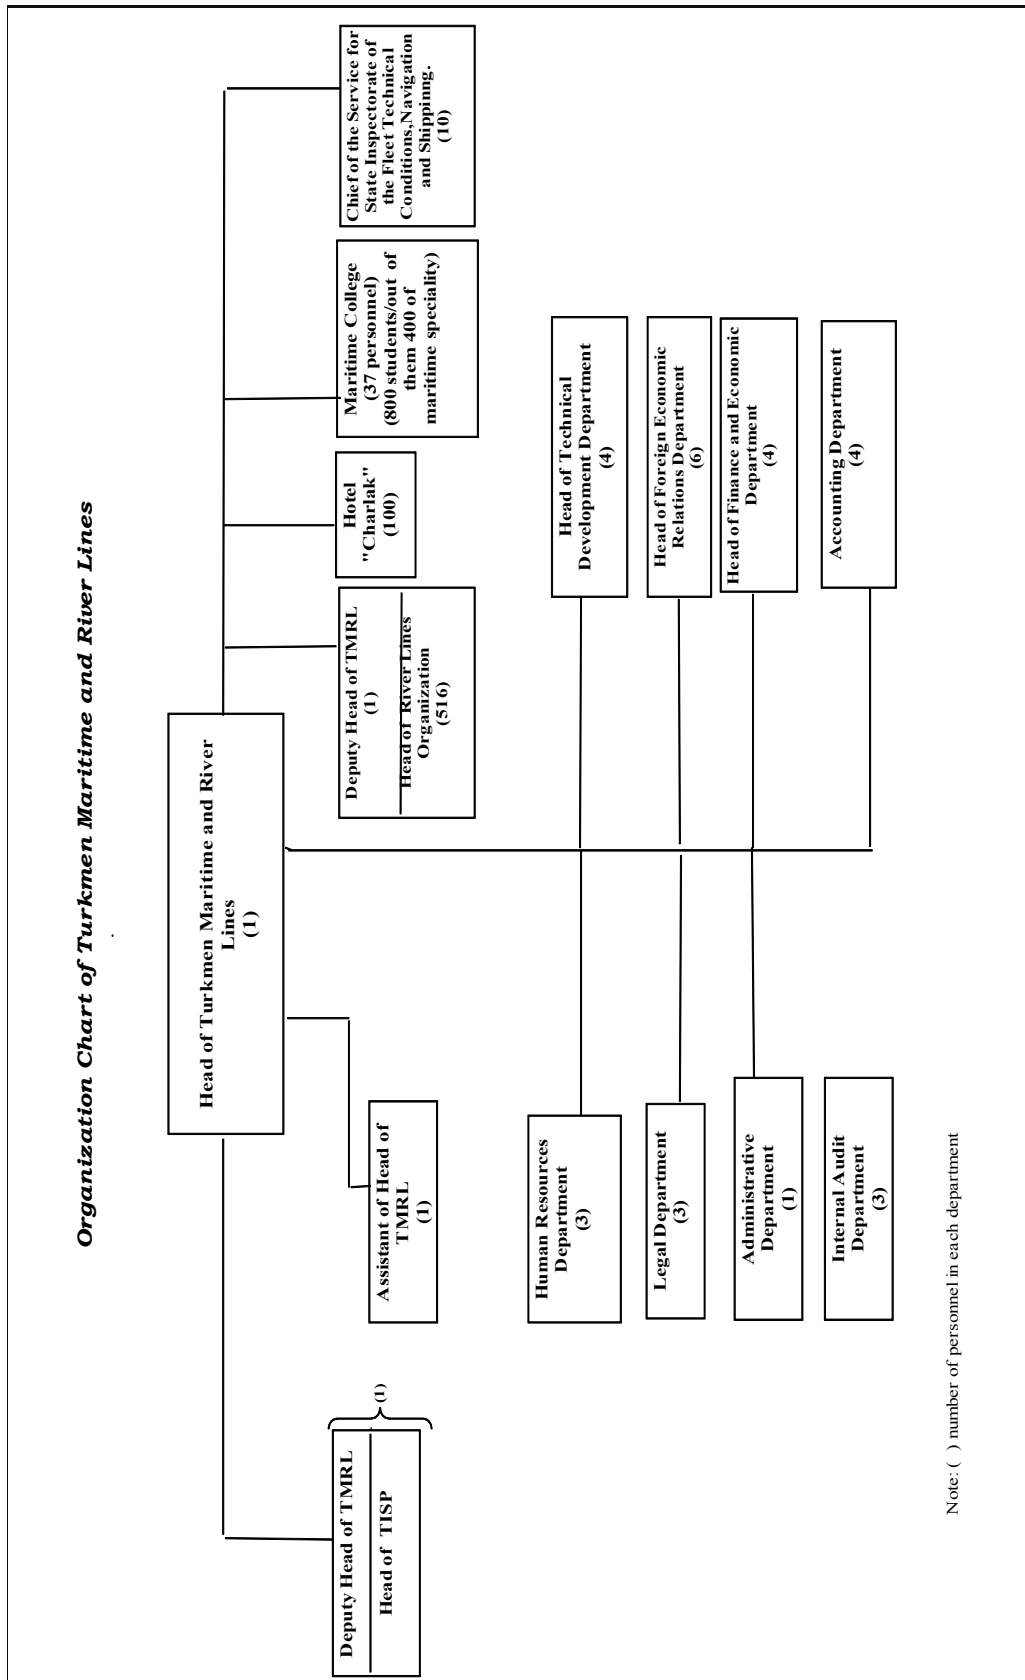 Organization Chart of Turkmen Maritime and River Lines
Head of Turkmen Maritime and River
Lines
(1)
Deputy Head of TMRL
Head of TISP
(1)
Assistant of Head of
TMRL
(1)
Deputy Head of TMRL
(1)
Head of River Lines
Organization
(516)
Hotel
"Charlak"
(100)
Maritime College
(37 personnel)
(800 students/out of
them 400 of
maritime speciality)
Chief of the Service for
State Inspectorate of
the Fleet Technical
Conditions,Navigation
and Shippinng.
(10)
Human Resources
Department
(3)
Head of Technical
Development Department
(4)
Legal Department
(3)
Head of Foreign Economic
Relations Department
(6)
Administrative
Department
(1)
Head of Finance and Economic
Department
(4)
Internal Audit
Department
(3)
Accounting Department
(4)
Note: ( ) number of personnel in each department